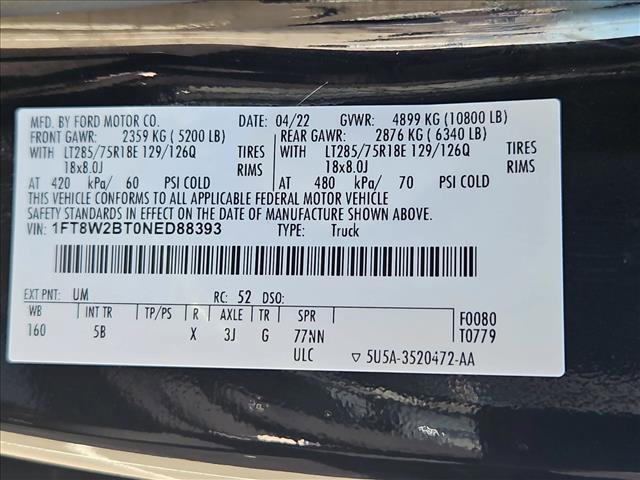 MFD. BY FORD MOTOR CO. DATE: 04/22 GVWR: 4899 KG (10800 LB)
FRONT GAWR: 2359 KG ( 5200 LB) REAR GAWR: 2876 KG ( 6340 LB)
WITH LT285/75R18E 129/126Q TIRES WITH LT285/75R18E 129/126Q TIRES
18x8.0J RIMS 18x8.0J RIMS
AT 420 kPa/ 60 PSI COLD AT 480 kPa/ 70 PSI COLD
THIS VEHICLE CONFORMS TO ALL APPLICABLE FEDERAL MOTOR VEHICLE
SAFETY STANDARDS IN EFFECT ON THE DATE OF MANUFACTURE SHOWN ABOVE.
VIN: 1FT8W2BT0NED88393 TYPE: Truck
EXT PNT: UM RC: 52 DSO:
WB INT TR TP/PS R AXLE TR SPR F0080
160 5B X 3J G 77NN T0779
ULC ▽ 5U5A-3520472-AA